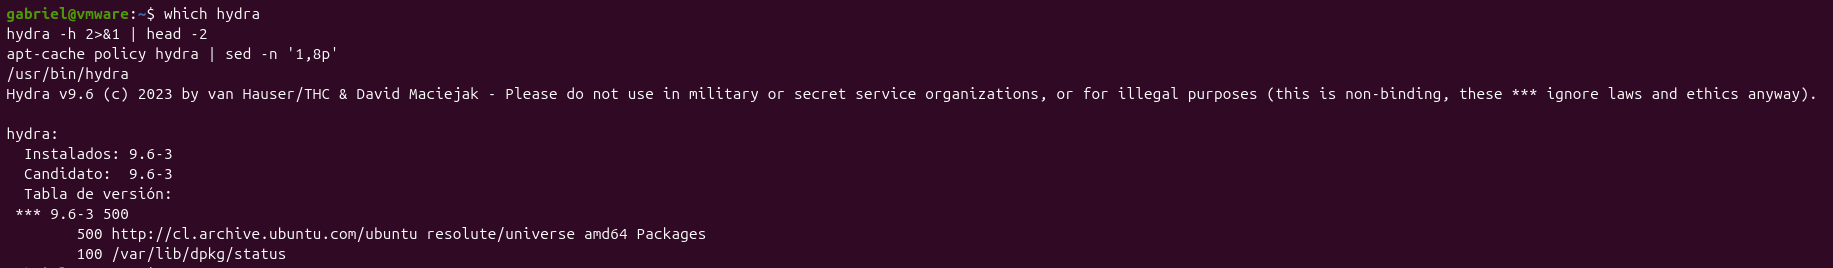 gabriel@vmware:~$ which hydra
hydra -h 2>&1 | head -2
apt-cache policy hydra | sed -n '1,8p'
/usr/bin/hydra
Hydra v9.6 (c) 2023 by van Hauser/THC & David Maciejak - Please do not use in military or secret service organizations, or for illegal purposes (this is non-binding, these *** ignore laws and ethics anyway).

hydra:
  Instalados: 9.6-3
  Candidato:  9.6-3
  Tabla de versión:
 *** 9.6-3 500
        500 http://cl.archive.ubuntu.com/ubuntu resolute/universe amd64 Packages
        100 /var/lib/dpkg/status